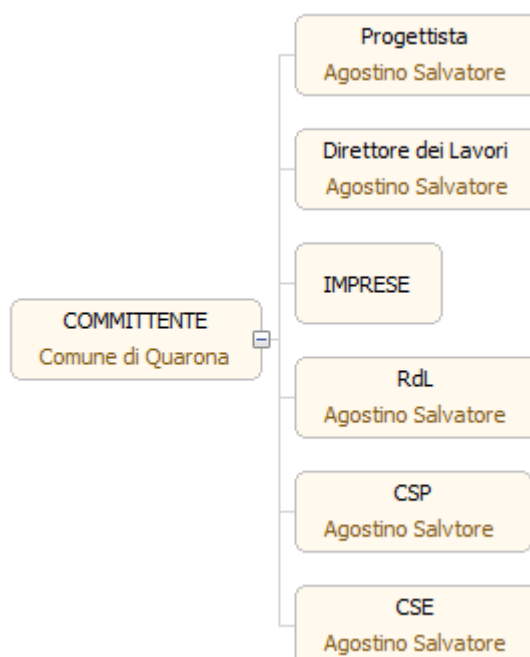 Progettista
Agostino Salvatore
Direttore dei Lavori
Agostino Salvatore
IMPRESE
COMMITTENTE
Comune di Quarona
RdL
Agostino Salvatore
CSP
Agostino Salvtore
CSE
Agostino Salvatore